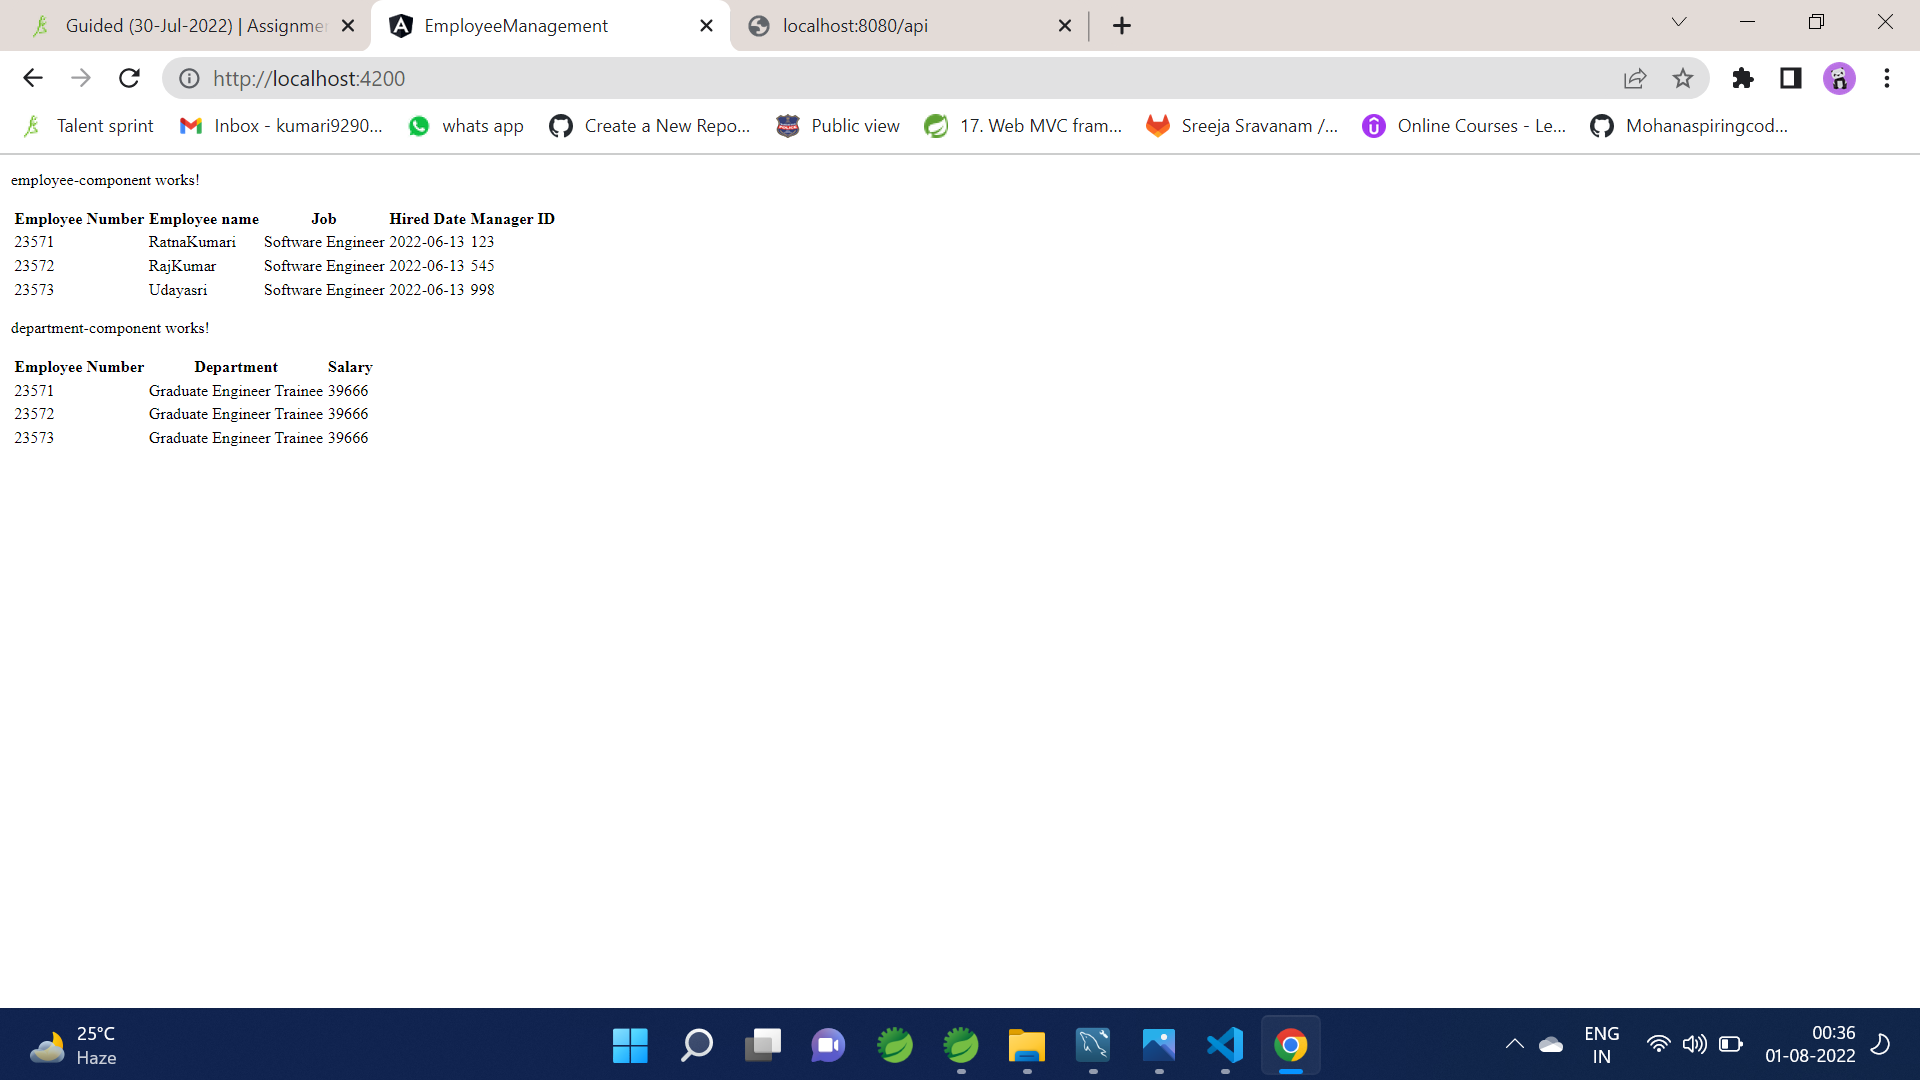 Guided (30-Jul-2022) | Assignmer EmployeeManagement localhost:8080/api
http://localhost:4200
Talent sprint Inbox - kumari9290... whats app Create a New Repo... Public view 17. Web MVC fram... Sreeja Sravanam /... Online Courses - Le... Mohanaspiringcod...
employee-component works!
Employee Number Employee name Job Hired Date Manager ID
23571 RatnaKumari Software Engineer 2022-06-13 123
23572 RajKumar Software Engineer 2022-06-13 545
23573 Udayasri Software Engineer 2022-06-13 998
department-component works!
Employee Number Department Salary
23571 Graduate Engineer Trainee 39666
23572 Graduate Engineer Trainee 39666
23573 Graduate Engineer Trainee 39666
25°C
Haze
ENG
IN
00:36
01-08-2022